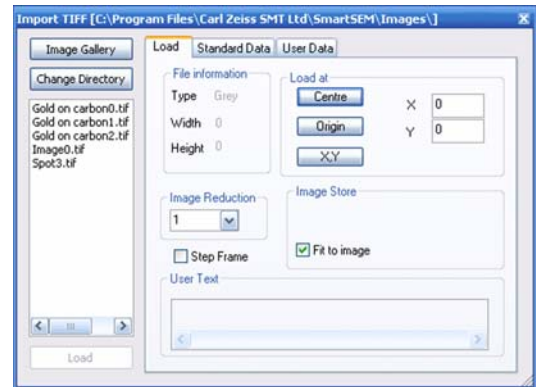 Import TIFF [C:\Program Files\Carl Zeiss SMT Ltd\SmartSEM\Images\]
Image Gallery
Change Directory
Gold on carbon0.tif
Gold on carbon1.tif
Gold on carbon2.tif
Image0.tif
Spot3.tif
Load
Load Standard Data User Data
File information
Type Grey
Width 0
Height 0
Load at
Centre
Origin
X,Y
X 0
Y 0
Image Reduction
1
Step Frame
Image Store
Fit to image
User Text